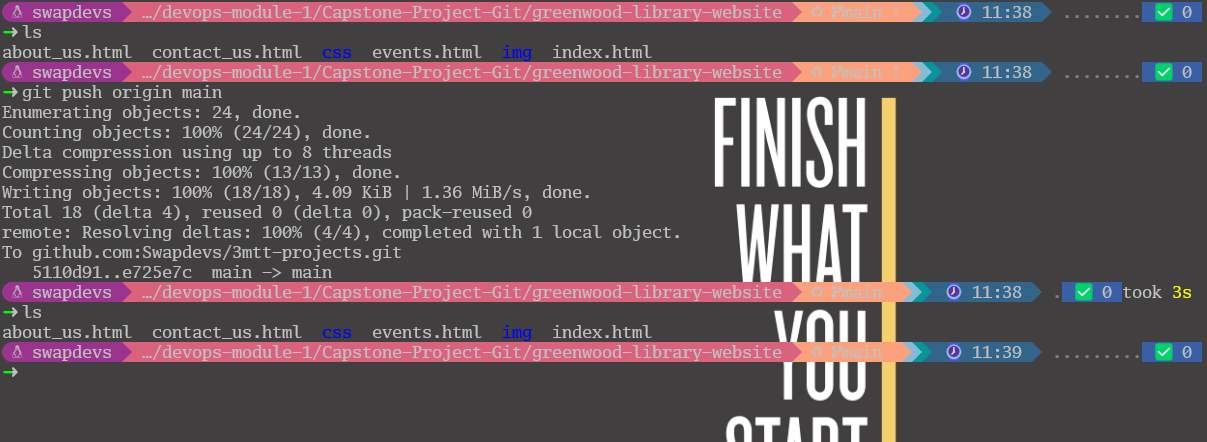 swapdevs …/devops-module-1/Capstone-Project-Git/greenwood-library-website main ↑ 11:38 ........ ✅ 0
→ ls
about_us.html contact_us.html css events.html img index.html
swapdevs …/devops-module-1/Capstone-Project-Git/greenwood-library-website main ↑ 11:38 ........ ✅ 0
→ git push origin main
Enumerating objects: 24, done.
Counting objects: 100% (24/24), done.
Delta compression using up to 8 threads
Compressing objects: 100% (13/13), done.
Writing objects: 100% (18/18), 4.09 KiB | 1.36 MiB/s, done.
Total 18 (delta 4), reused 0 (delta 0), pack-reused 0
remote: Resolving deltas: 100% (4/4), completed with 1 local object.
To github.com:Swapdevs/3mtt-projects.git
5110d91..e725e7c main -> main
swapdevs …/devops-module-1/Capstone-Project-Git/greenwood-library-website main 11:38 . ✅ 0 took 3s
→ ls
about_us.html contact_us.html css events.html img index.html
swapdevs …/devops-module-1/Capstone-Project-Git/greenwood-library-website main 11:39 ......... ✅ 0
→
FINISH
WHAT
YOU
START